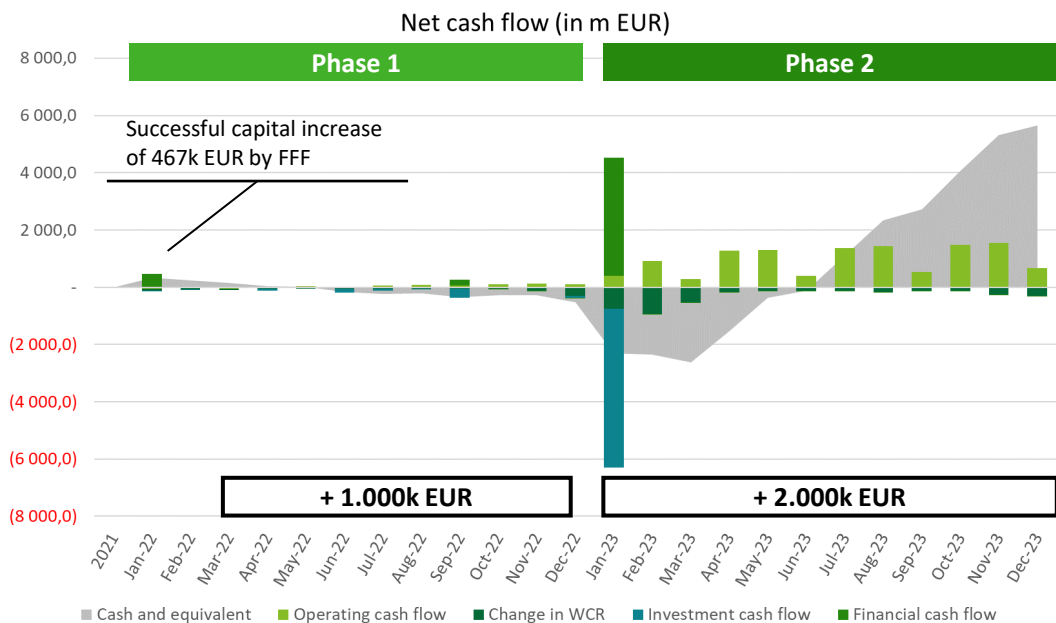 Net cash flow (in m EUR)
8 000,0
Phase 1
Phase 2
6 000,0
Successful capital increase
of 467k EUR by FFF
4 000,0
2 000,0
-
(2 000,0)
(4 000,0)
(6 000,0)
+ 1.000k EUR
+ 2.000k EUR
(8 000,0)
2021
Jan-22
Feb-22
Mar-22
Apr-22
May-22
Jun-22
Jul-22
Aug-22
Sep-22
Oct-22
Nov-22
Dec-22
Jan-23
Feb-23
Mar-23
Apr-23
May-23
Jun-23
Jul-23
Aug-23
Sep-23
Oct-23
Nov-23
Dec-23
Cash and equivalent
Operating cash flow
Change in WCR
Investment cash flow
Financial cash flow